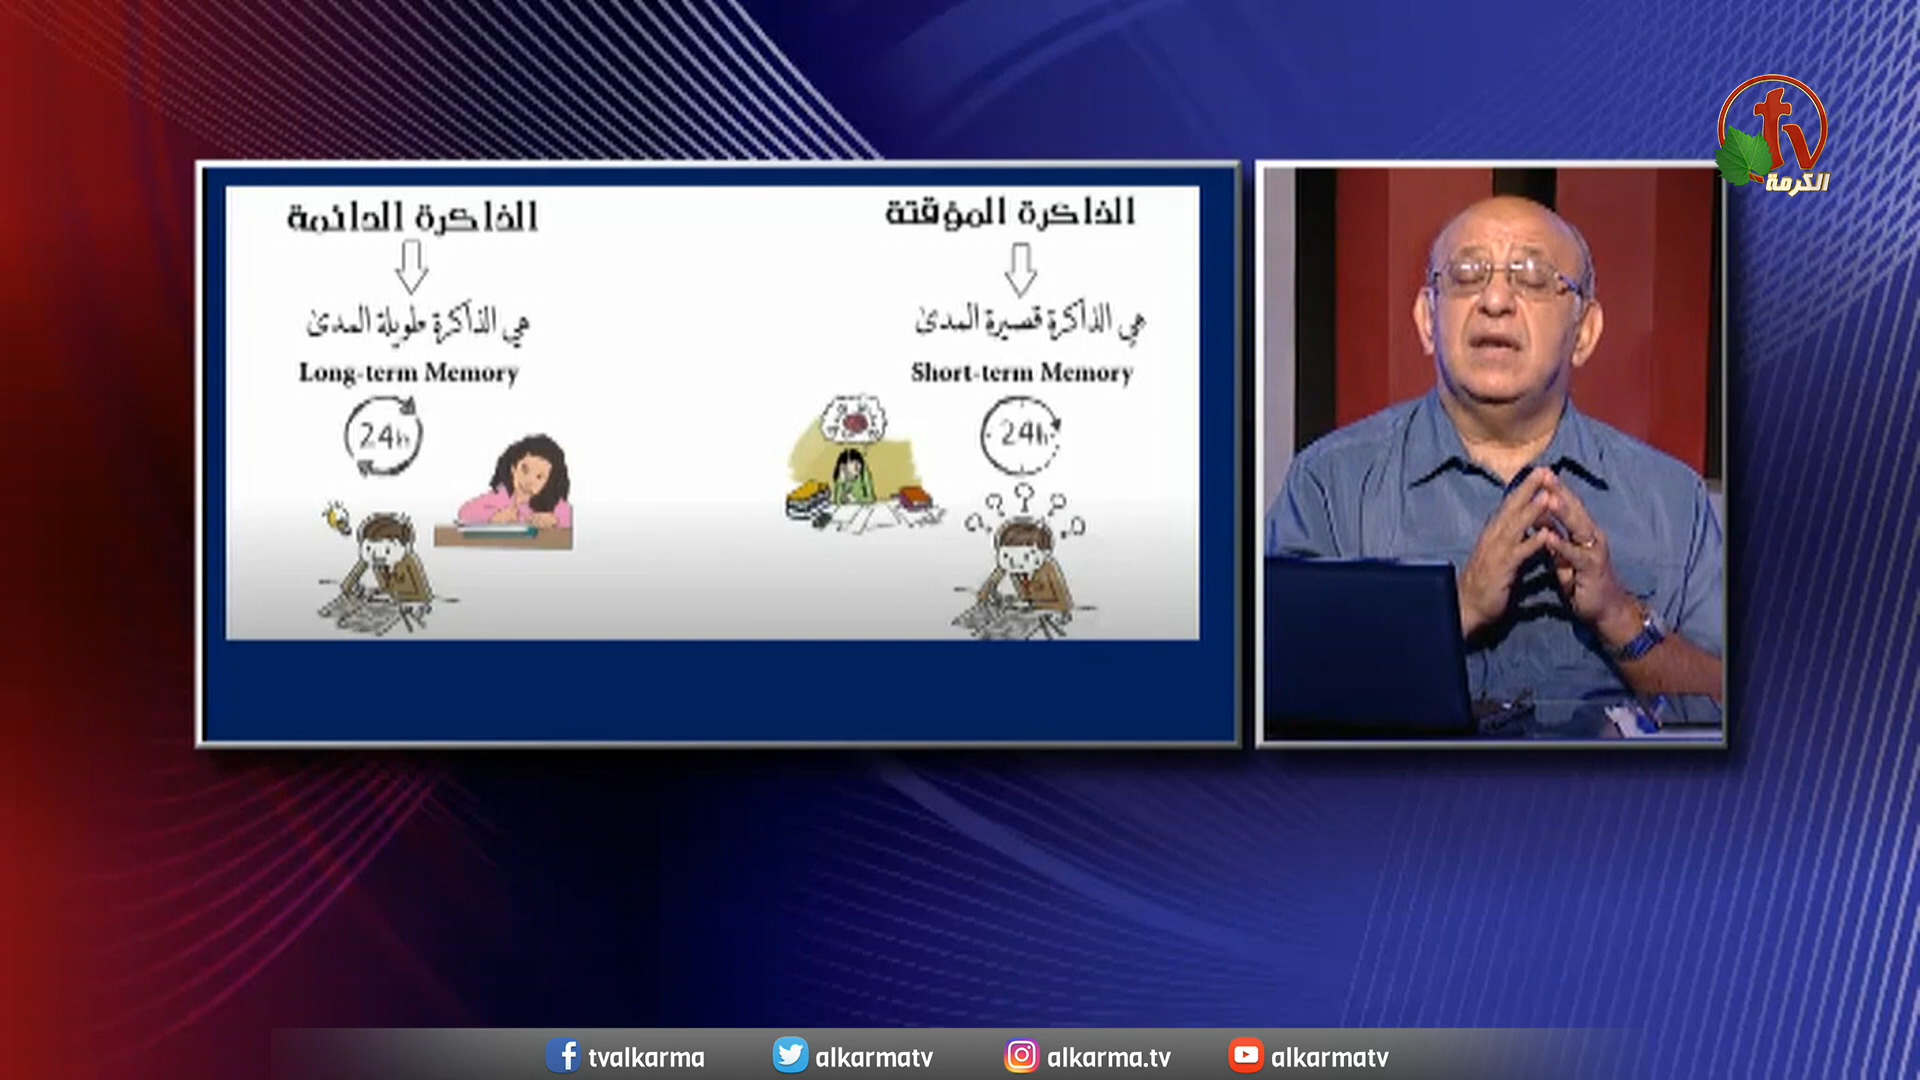 tv
الكرمة
الذاكرة المؤقتة
هي الذاكرة قصيرة المدى
Short-term Memory
24h
الذاكرة الدائمة
هي الذاكرة طويلة المدى
Long-term Memory
24h
tvalkarma
alkarmatv
alkarma.tv
alkarmatv